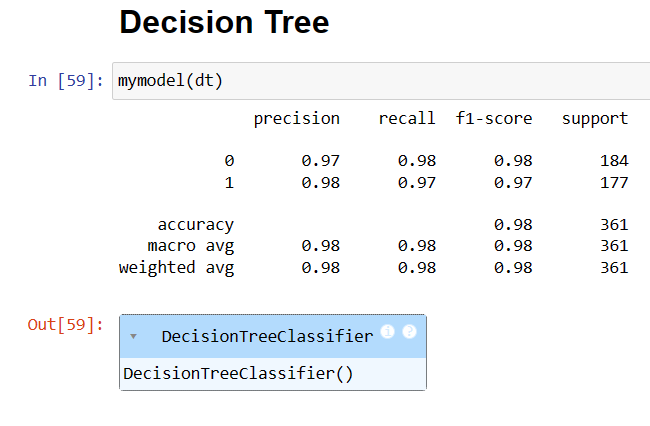 Decision Tree
In [59]: mymodel(dt)
precision recall f1-score support
0 0.97 0.98 0.98 184
1 0.98 0.97 0.97 177
accuracy 0.98 361
macro avg 0.98 0.98 0.98 361
weighted avg 0.98 0.98 0.98 361
Out[59]: DecisionTreeClassifier i ?
DecisionTreeClassifier()